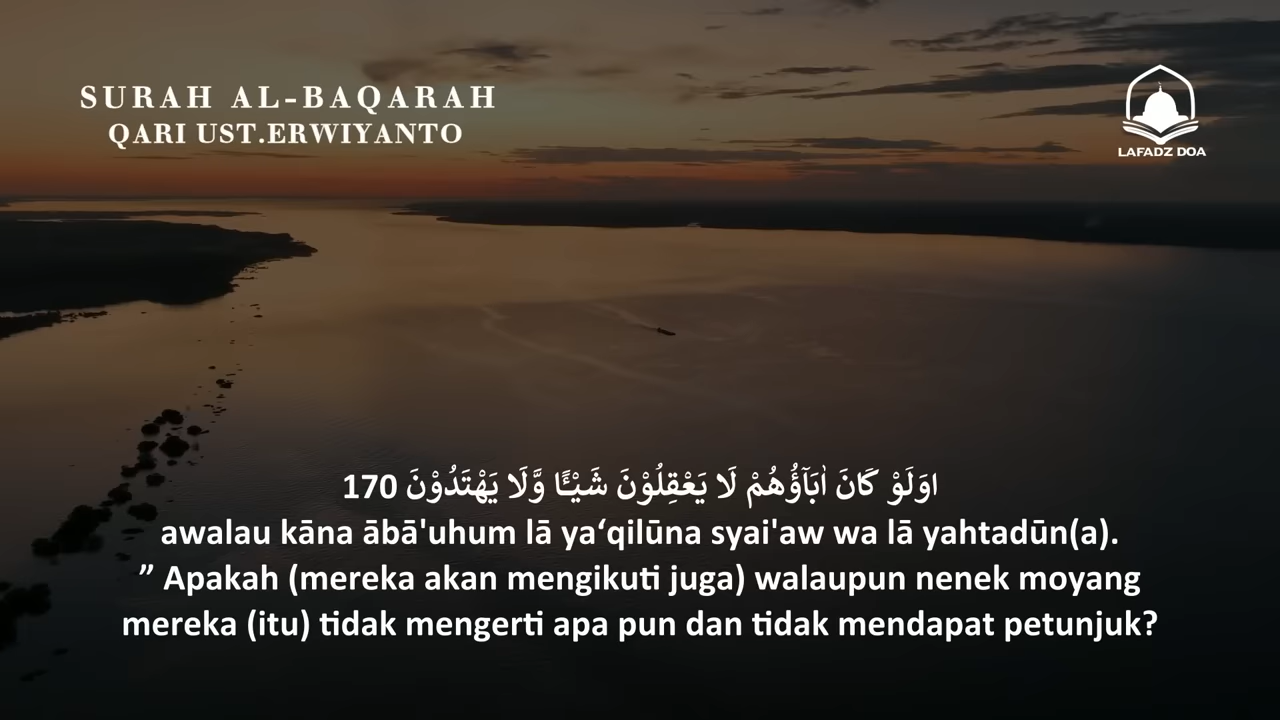 SURAH AL-BAQARAH
QARI UST.ERWIYANTO
LAFADZ DOA
اوَلَوْ كَانَ اٰبَاۤؤُهُمْ لَا يَعْقِلُوْنَ شَيْـًٔا وَّلَا يَهْتَدُوْنَ 170
awalau kāna ābā'uhum lā ya‘qilūna syai'aw wa lā yahtadūn(a).
” Apakah (mereka akan mengikuti juga) walaupun nenek moyang
mereka (itu) tidak mengerti apa pun dan tidak mendapat petunjuk?